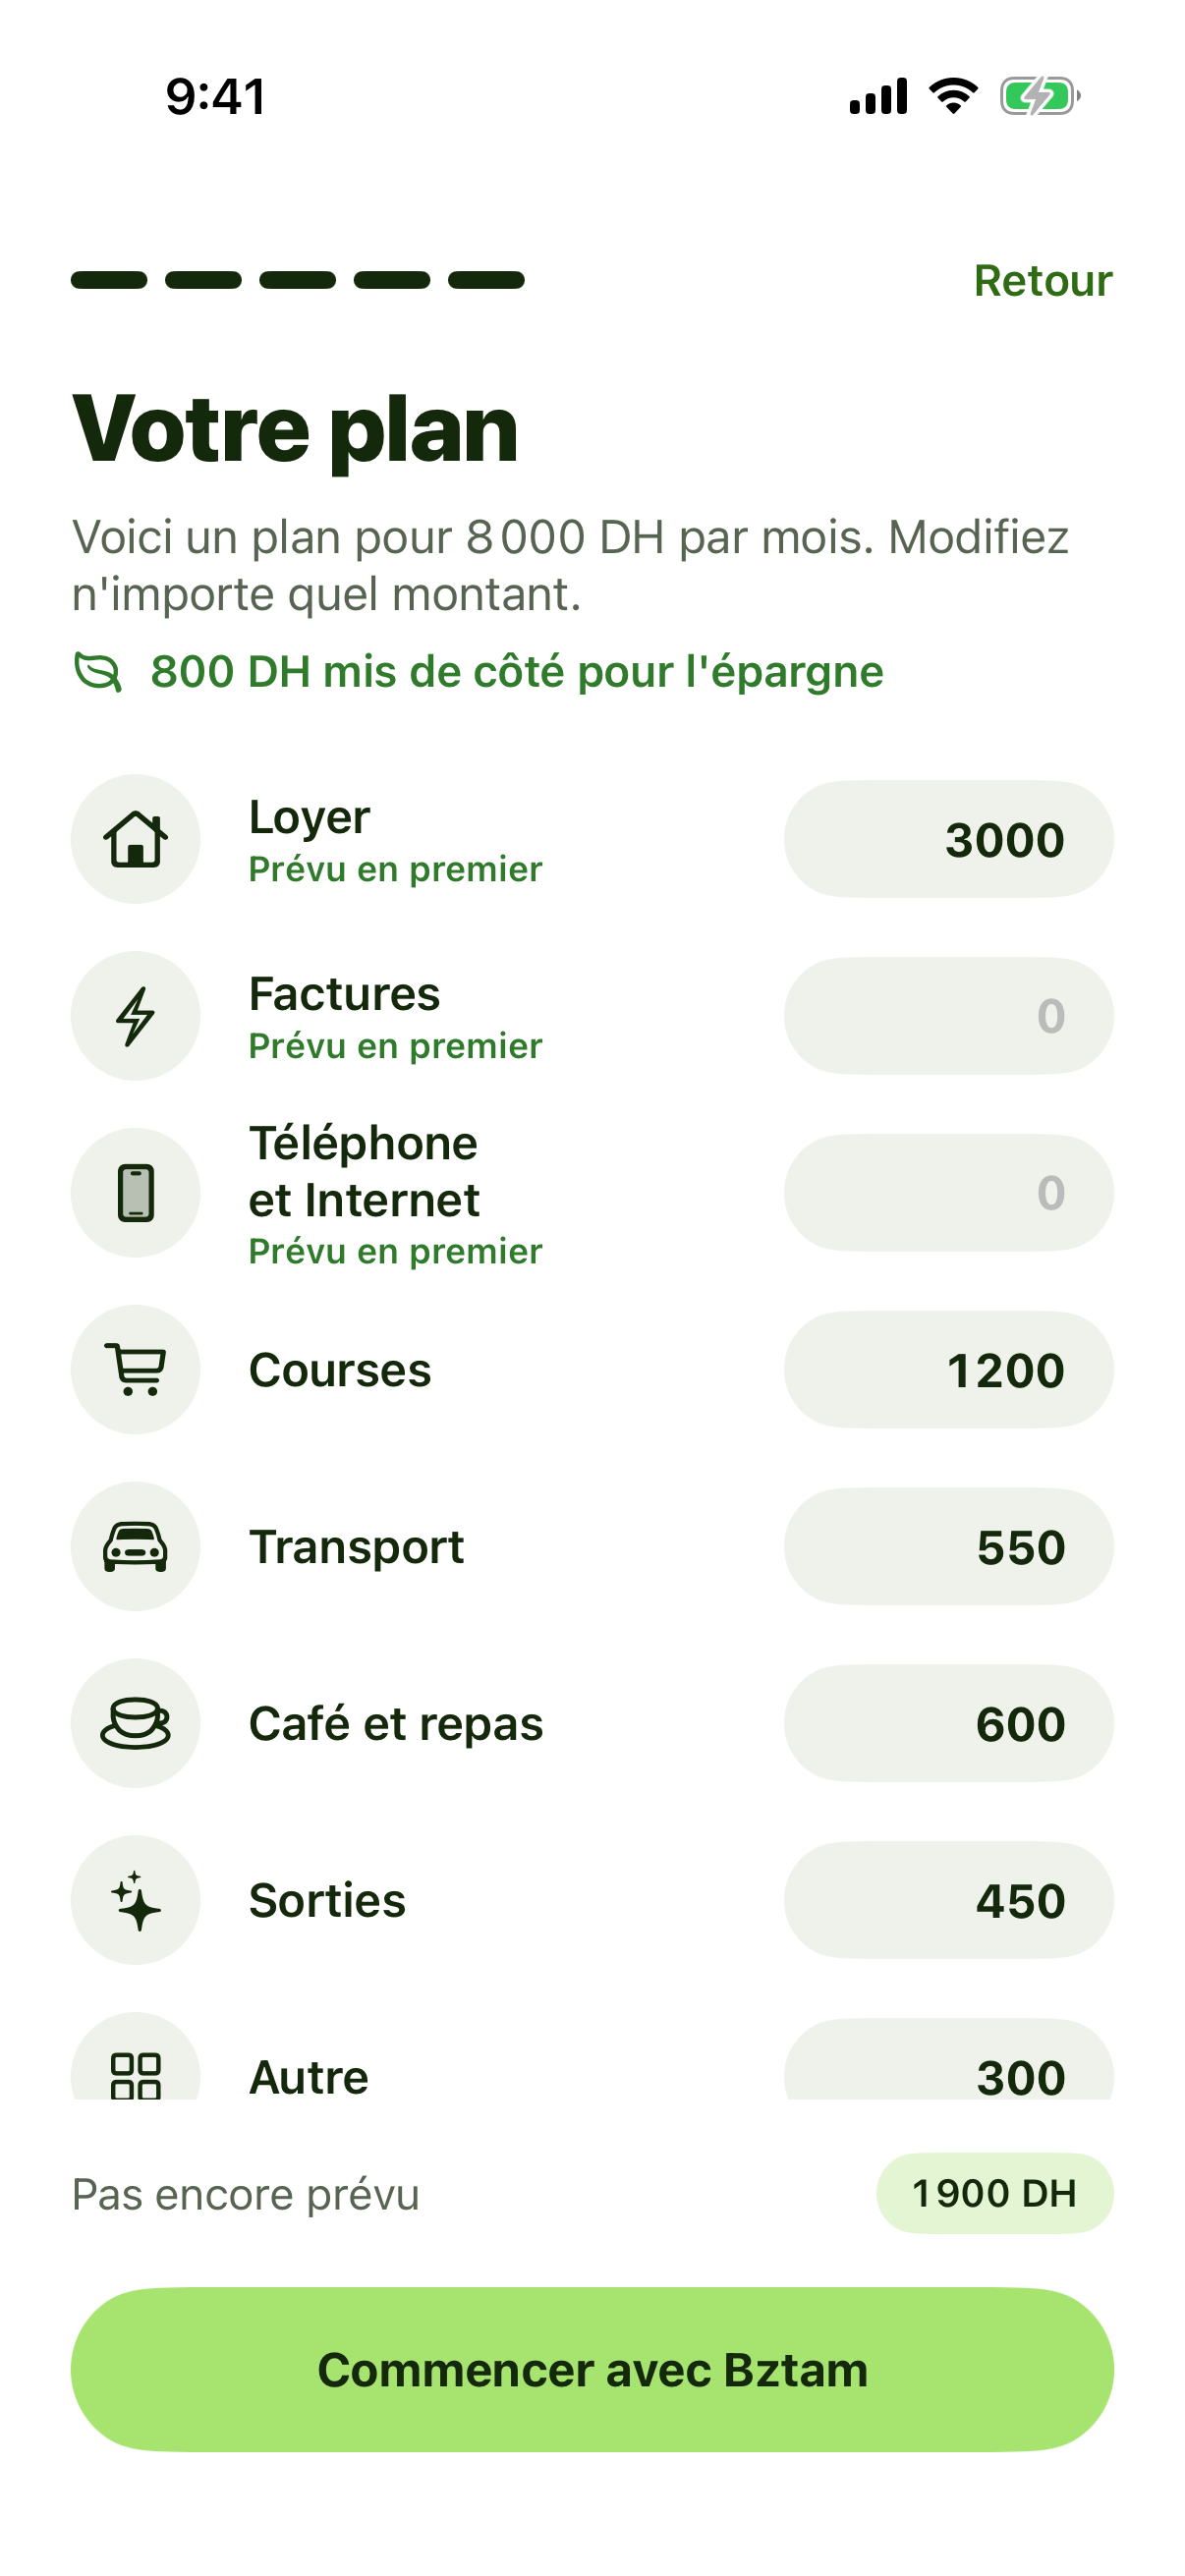 9:41
Retour
Votre plan
Voici un plan pour 8 000 DH par mois. Modifiez
n'importe quel montant.
800 DH mis de côté pour l'épargne
Loyer
Prévu en premier
3000
Factures
Prévu en premier
0
Téléphone
et Internet
Prévu en premier
0
Courses
1200
Transport
550
Café et repas
600
Sorties
450
Autre
300
Pas encore prévu
1 900 DH
Commencer avec Bztam